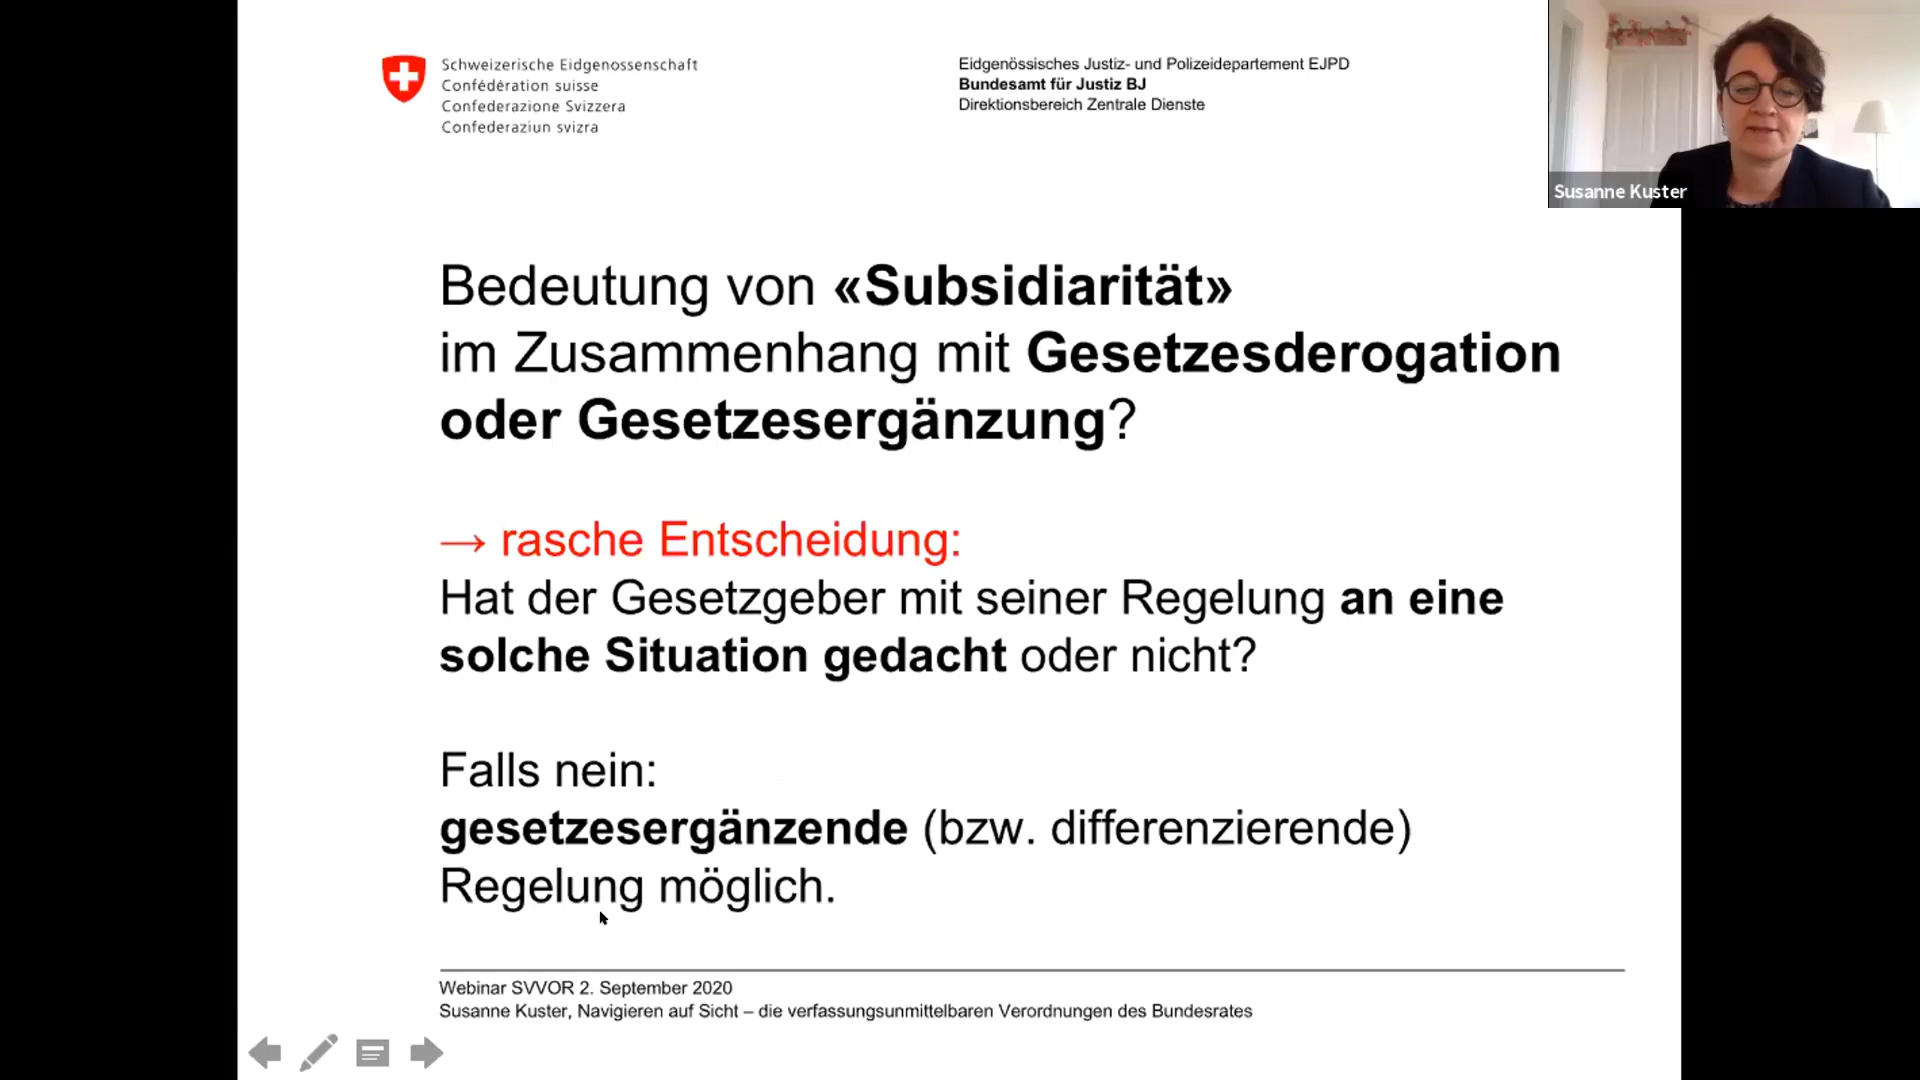 Schweizerische Eidgenossenschaft
Confédération suisse
Confederazione Svizzera
Confederaziun svizra
Eidgenössisches Justiz- und Polizeidepartement EJPD
Bundesamt für Justiz BJ
Direktionsbereich Zentrale Dienste
Susanne Kuster
Bedeutung von «Subsidiarität»
im Zusammenhang mit Gesetzesderogation
oder Gesetzesergänzung?
→ rasche Entscheidung:
Hat der Gesetzgeber mit seiner Regelung an eine
solche Situation gedacht oder nicht?
Falls nein:
gesetzesergänzende (bzw. differenzierende)
Regelung möglich.
Webinar SVVOR 2. September 2020
Susanne Kuster, Navigieren auf Sicht – die verfassungsunmittelbaren Verordnungen des Bundesrates